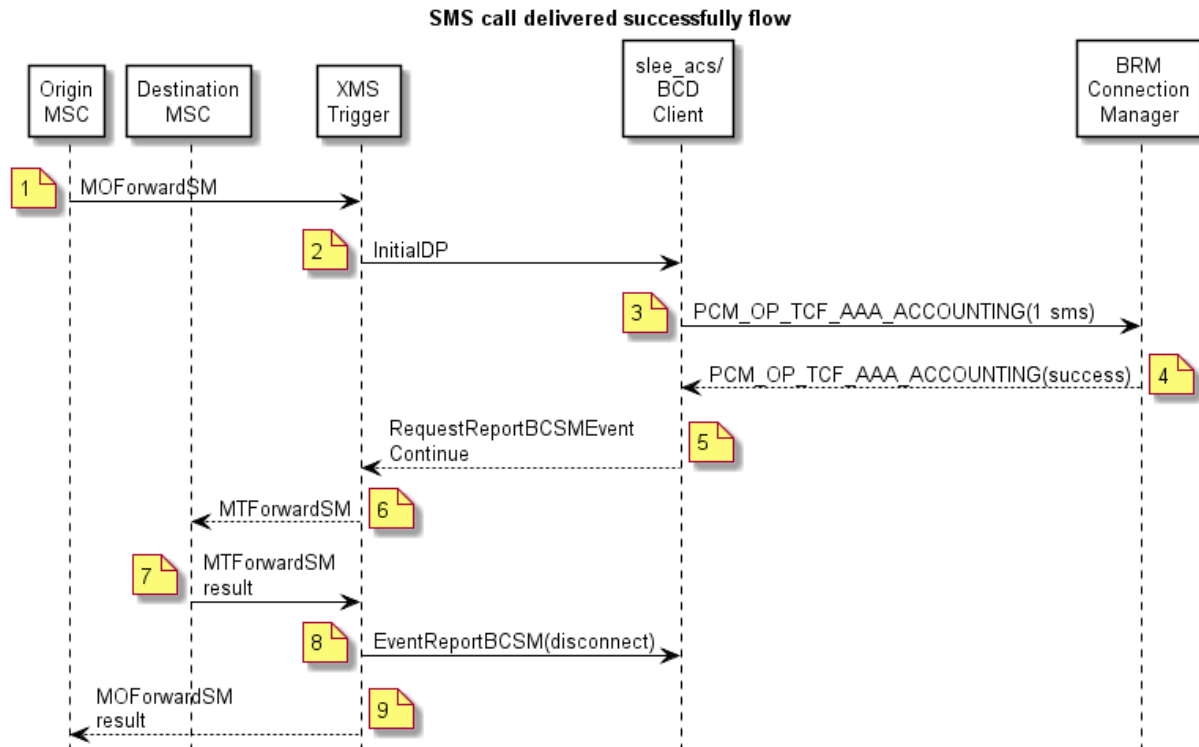 SMS call delivered successfully flow
Origin
MSC
Destination
MSC
XMS
Trigger
slee_acs/
BCD
Client
BRM
Connection
Manager
1
MOForwardSM
2
InitialDP
3
PCM_OP_TCF_AAA_ACCOUNTING(1 sms)
PCM_OP_TCF_AAA_ACCOUNTING(success)
4
RequestReportBCSMEvent
Continue
5
MTForwardSM
6
7
MTForwardSM
result
8
EventReportBCSM(disconnect)
MOForwardSM
result
9